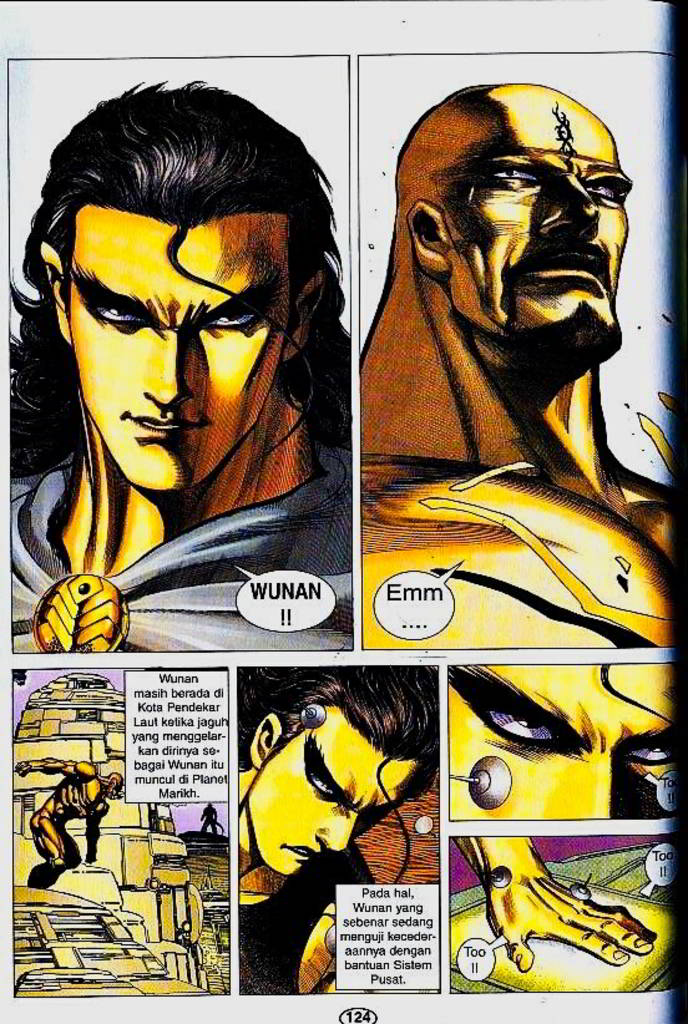 WUNAN
!!
Emm
....
Wunan
masih berada di
Kota Pendekar
Laut ketika jaguh
yang menggelar-
kan dirinya se-
bagai Wunan itu
muncul di Planet
Marikh.
Pada hal,
Wunan yang
sebenar sedang
menguji keceder-
aannya dengan
bantuan Sistem
Pusat.
Too
!!
Too
!!
Too
!!
124